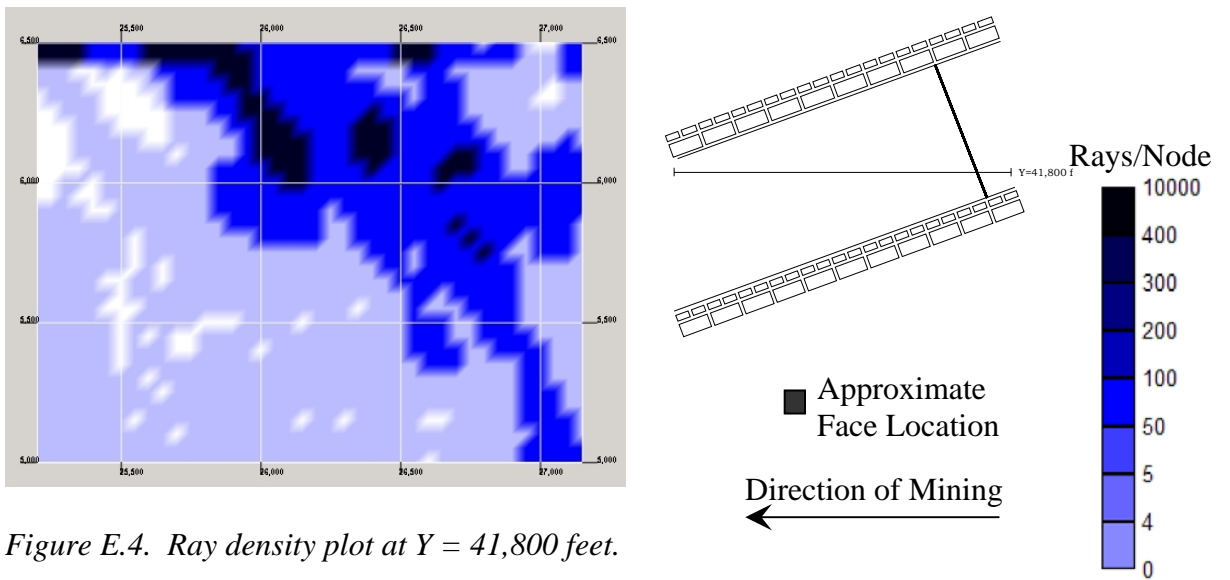 25,500 26,000 26,500 27,000
6,500 6,500
6,000
5,500 5,500
5,000 5,000
25,500 26,000 26,500 27,000
Figure E.4. Ray density plot at Y = 41,800 feet.
Y=41,800 f
Approximate
Face Location
Direction of Mining
Rays/Node
10000
400
300
200
100
50
5
4
0